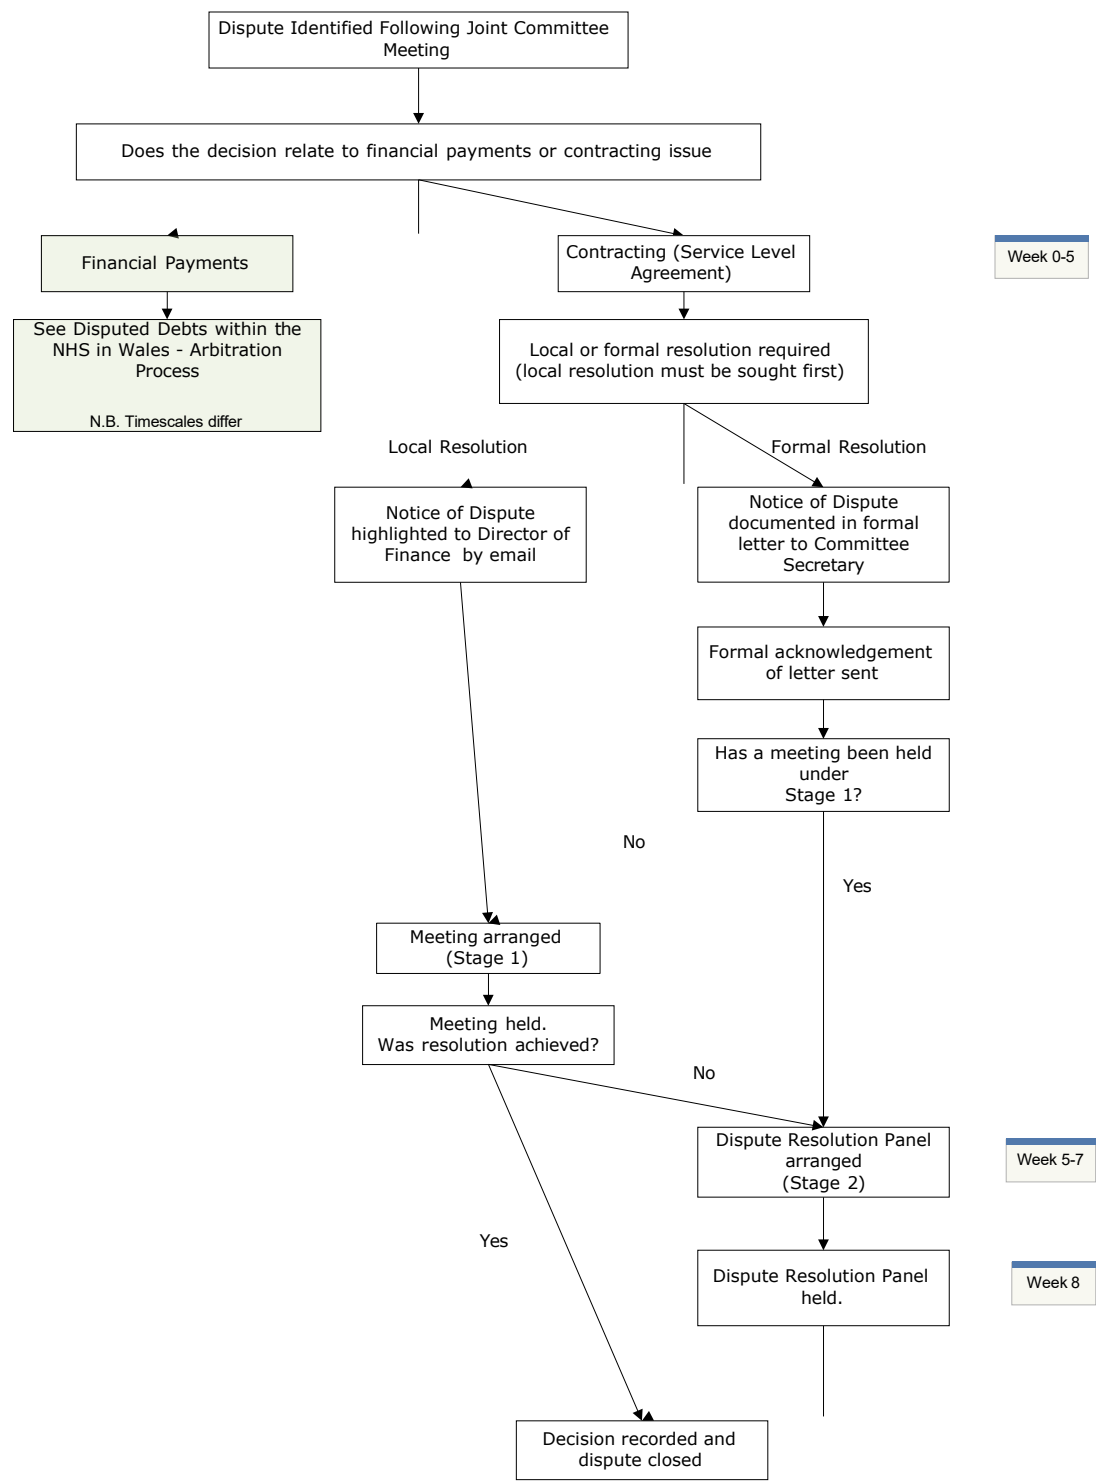 Dispute Identified Following Joint Committee
Meeting
Does the decision relate to financial payments or contracting issue
Financial Payments
Contracting (Service Level
Agreement)
Week 0-5
See Disputed Debts within the
NHS in Wales - Arbitration
Process
N.B. Timescales differ
Local or formal resolution required
(local resolution must be sought first)
Local Resolution
Formal Resolution
Notice of Dispute
highlighted to Director of
Finance by email
Notice of Dispute
documented in formal
letter to Committee
Secretary
Formal acknowledgement
of letter sent
Has a meeting been held
under
Stage 1?
No
Yes
Meeting arranged
(Stage 1)
Meeting held.
Was resolution achieved?
No
Dispute Resolution Panel
arranged
(Stage 2)
Week 5-7
Yes
Dispute Resolution Panel
held.
Week 8
Decision recorded and
dispute closed